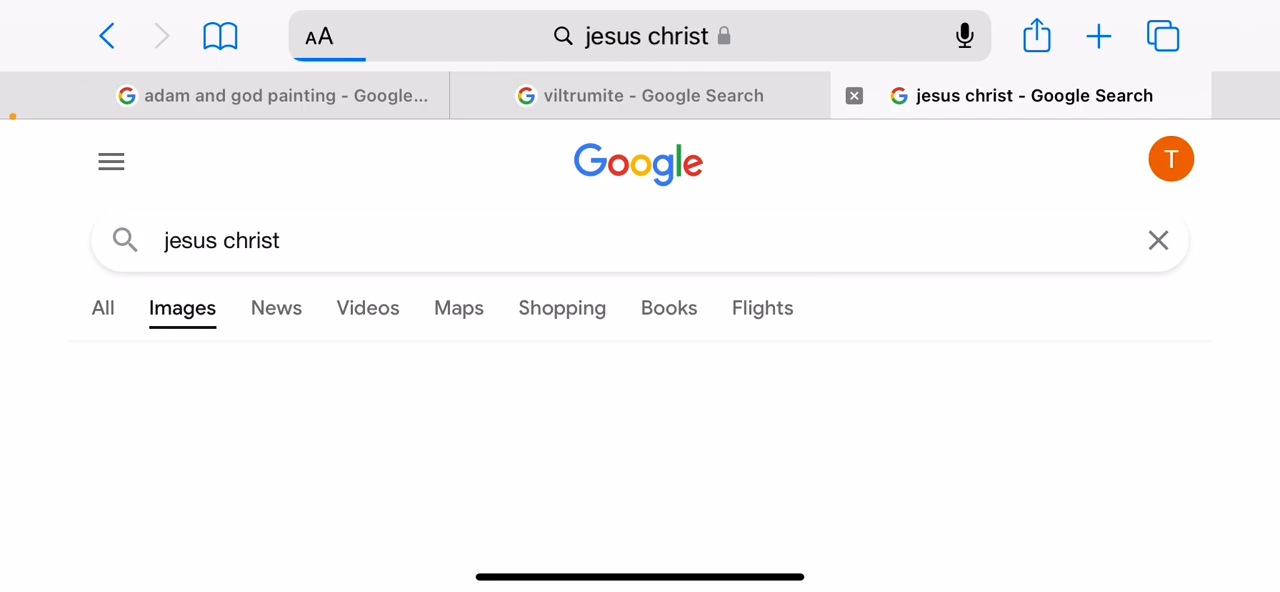 AA jesus christ
adam and god painting - Google...
viltrumite - Google Search
jesus christ - Google Search
Google
T
jesus christ
All Images News Videos Maps Shopping Books Flights